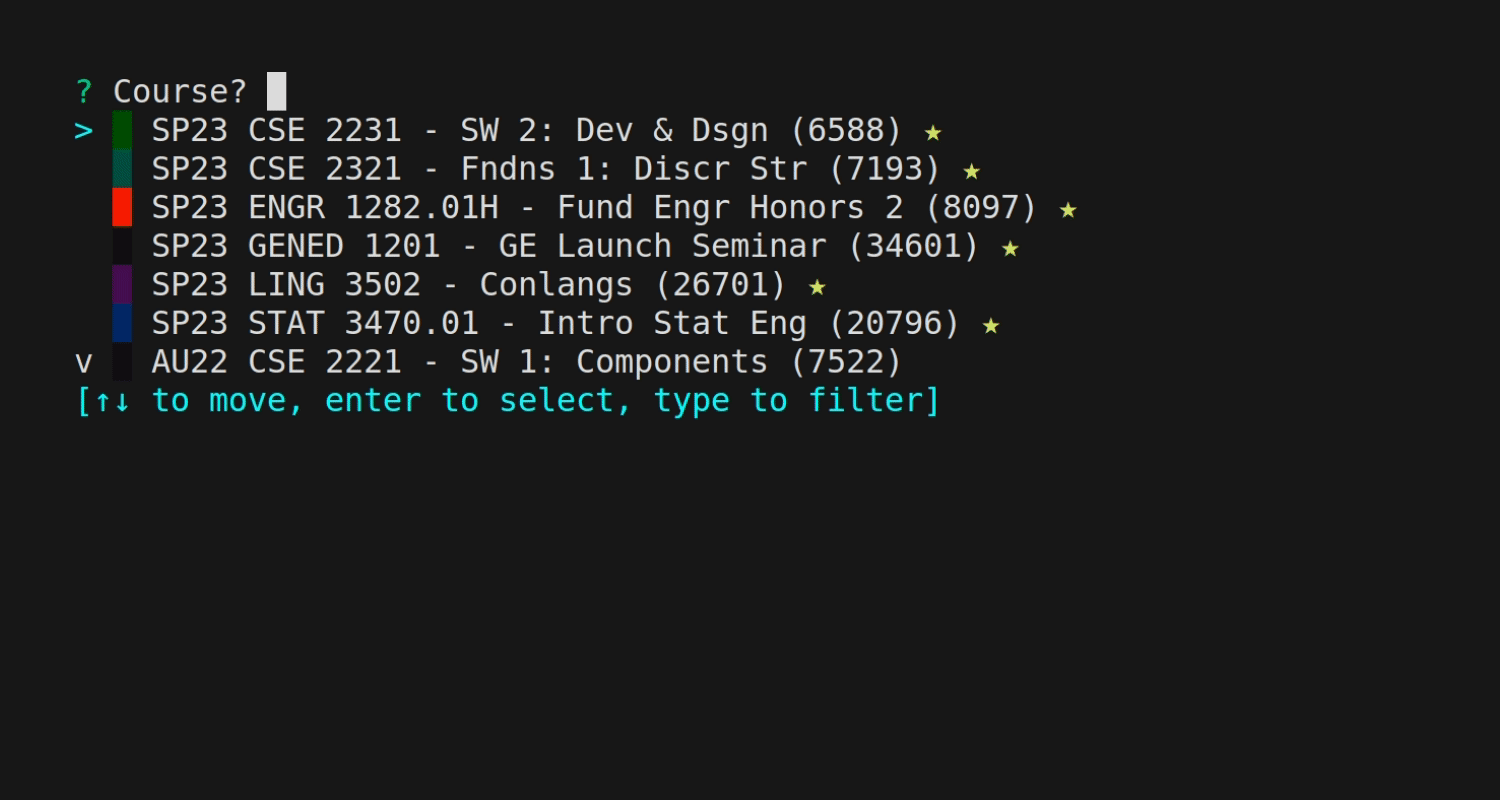 ? Course?
> SP23 CSE 2231 - SW 2: Dev & Dsgn (6588) ★
SP23 CSE 2321 - Fndns 1: Discr Str (7193) ★
SP23 ENGR 1282.01H - Fund Engr Honors 2 (8097) ★
SP23 GENED 1201 - GE Launch Seminar (34601) ★
SP23 LING 3502 - Conlangs (26701) ★
SP23 STAT 3470.01 - Intro Stat Eng (20796) ★
v AU22 CSE 2221 - SW 1: Components (7522)
[↑↓ to move, enter to select, type to filter]